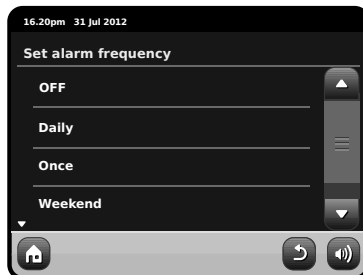 16.20pm 31 Jul 2012
Set alarm frequency
OFF
Daily
Once
Weekend